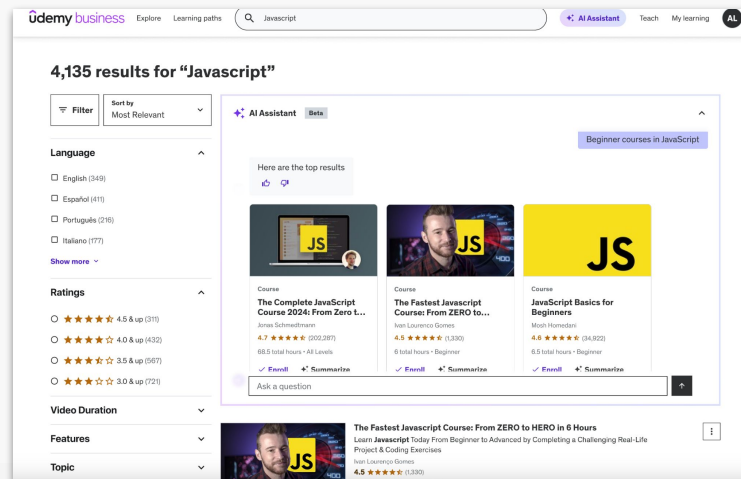 ûdemy business Explore Learning paths Javascript AI Assistant Teach My learning AL
4,135 results for “Javascript”
Filter
Sort by
Most Relevant
Language
English (349)
Español (411)
Português (216)
Italiano (177)
Show more
Ratings
4.5 & up (311)
4.0 & up (432)
3.5 & up (567)
3.0 & up (721)
Video Duration
Features
Topic
AI Assistant Beta
Beginner courses in JavaScript
Here are the top results
JS
Course
The Complete JavaScript
Course 2024: From Zero t...
Jonas Schmedtmann
4.7 (202,287)
68.5 total hours • All Levels
Enroll Summarize
JS
Course
The Fastest Javascript
Course: From ZERO to...
Ivan Lourenco Gomes
4.5 (1,330)
6 total hours • Beginner
Enroll Summarize
JS
Course
JavaScript Basics for
Beginners
Mosh Homedani
4.6 (34,922)
6.5 total hours • Beginner
Enroll Summarize
Ask a question
JS
The Fastest Javascript Course: From ZERO to HERO in 6 Hours
Learn Javascript Today From Beginner to Advanced by Completing a Challenging Real-Life
Project & Coding Exercises
Ivan Lourenço Gomes
4.5 (1,330)